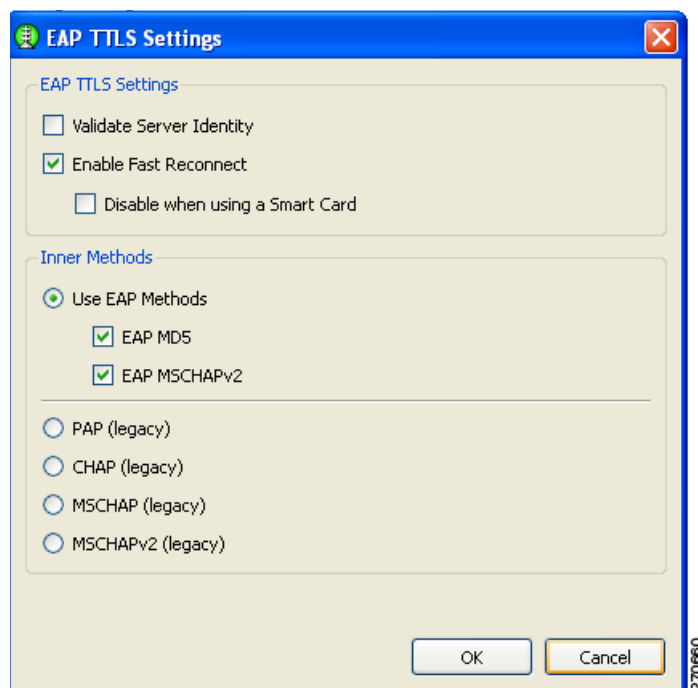 EAP TTLS Settings
EAP TTLS Settings
Validate Server Identity
Enable Fast Reconnect
Disable when using a Smart Card
Inner Methods
Use EAP Methods
EAP MD5
EAP MSCHAPv2
PAP (legacy)
CHAP (legacy)
MSCHAP (legacy)
MSCHAPv2 (legacy)
OK
Cancel
270660